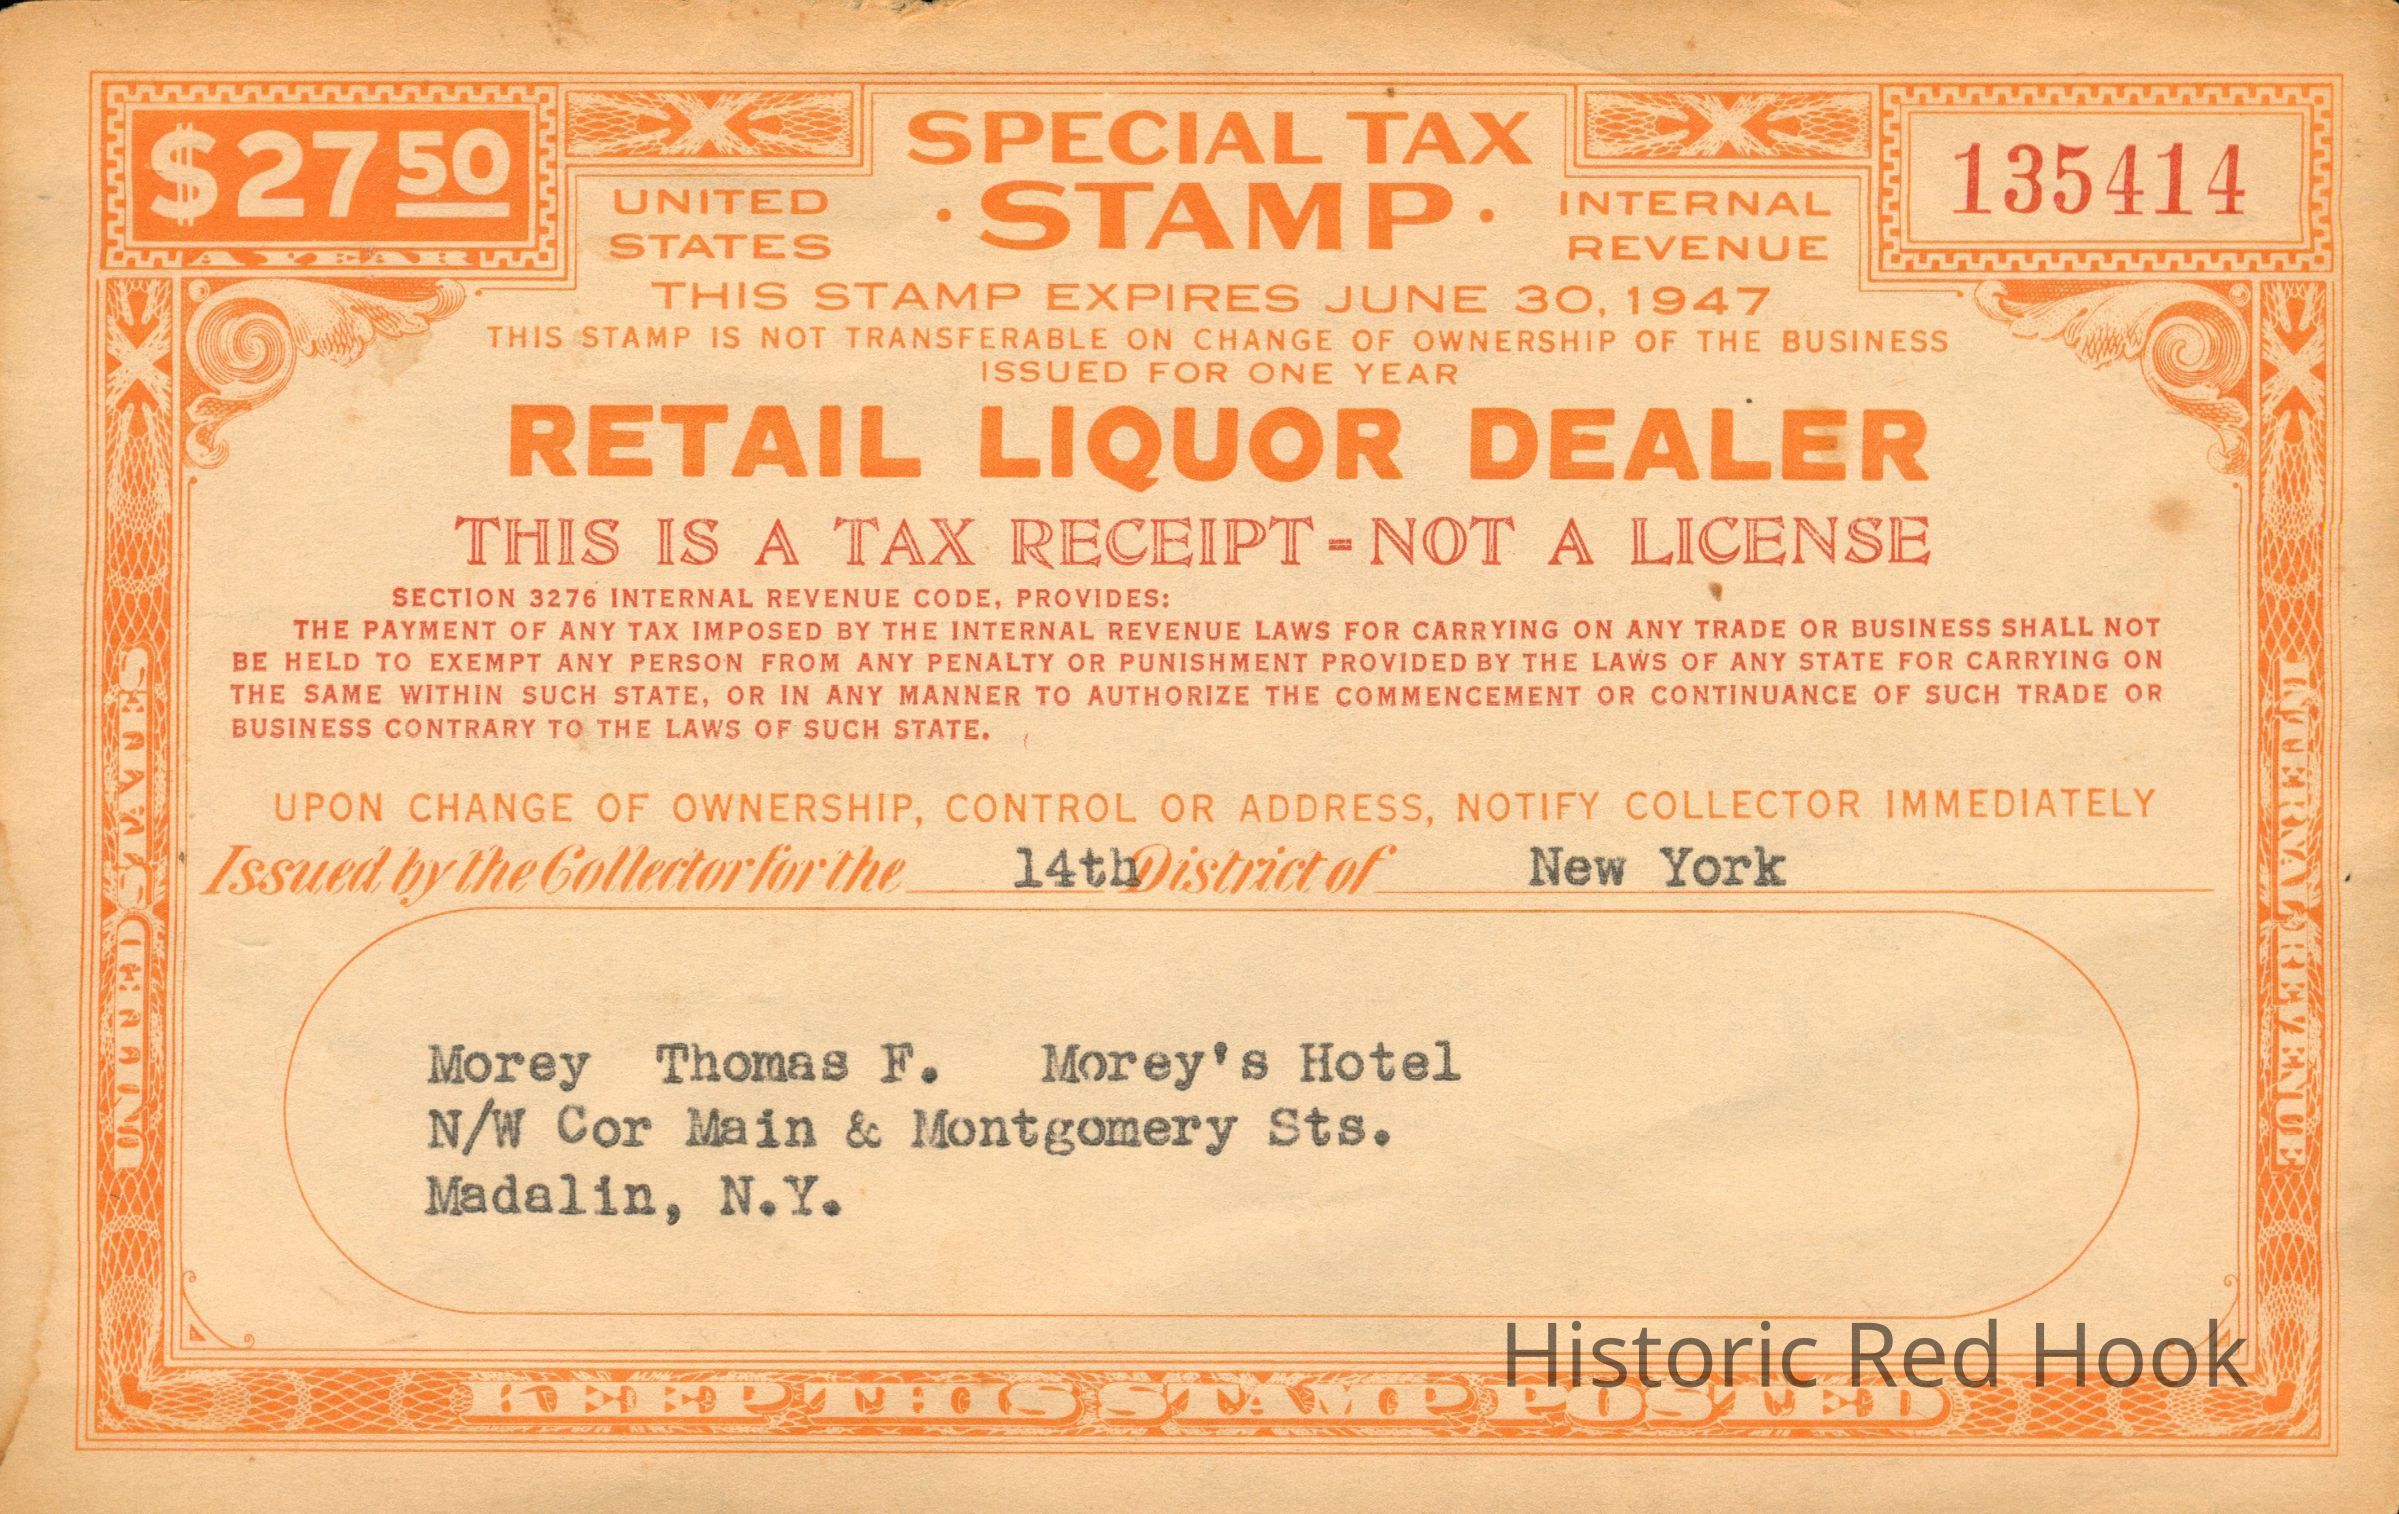 $27 50
A YEAR
SPECIAL TAX
· STAMP ·
UNITED
STATES
INTERNAL
REVENUE
135414
THIS STAMP EXPIRES JUNE 30, 1947
THIS STAMP IS NOT TRANSFERABLE ON CHANGE OF OWNERSHIP OF THE BUSINESS
ISSUED FOR ONE YEAR
RETAIL LIQUOR DEALER
THIS IS A TAX RECEIPT=NOT A LICENSE
SECTION 3276 INTERNAL REVENUE CODE, PROVIDES:
THE PAYMENT OF ANY TAX IMPOSED BY THE INTERNAL REVENUE LAWS FOR CARRYING ON ANY TRADE OR BUSINESS SHALL NOT
BE HELD TO EXEMPT ANY PERSON FROM ANY PENALTY OR PUNISHMENT PROVIDED BY THE LAWS OF ANY STATE FOR CARRYING ON
THE SAME WITHIN SUCH STATE, OR IN ANY MANNER TO AUTHORIZE THE COMMENCEMENT OR CONTINUANCE OF SUCH TRADE OR
BUSINESS CONTRARY TO THE LAWS OF SUCH STATE.
UPON CHANGE OF OWNERSHIP, CONTROL OR ADDRESS, NOTIFY COLLECTOR IMMEDIATELY
Issued by the Collector for the 14th District of New York
Morey Thomas F. Morey's Hotel
N/W Cor Main & Montgomery Sts.
Madalin, N.Y.
UNITED STATES
INTERNAL REVENUE
KEEP THIS STAMP POSTED
Historic Red Hook